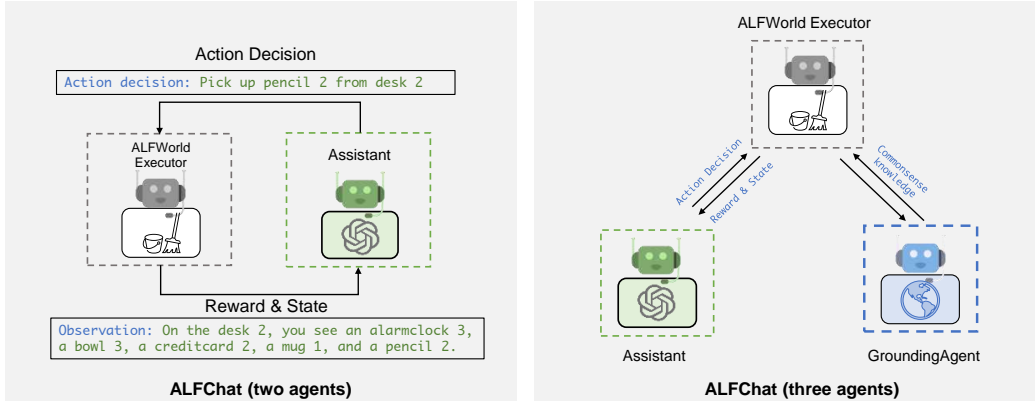 Action Decision
Action decision: Pick up pencil 2 from desk 2
ALFWorld
Executor
Assistant
Reward & State
Observation: On the desk 2, you see an alarmclock 3,
a bowl 3, a creditcard 2, a mug 1, and a pencil 2.
ALFChat (two agents)
ALFWorld Executor
Action Decision
Reward & State
Commonsense
knowledge
Assistant
GroundingAgent
ALFChat (three agents)